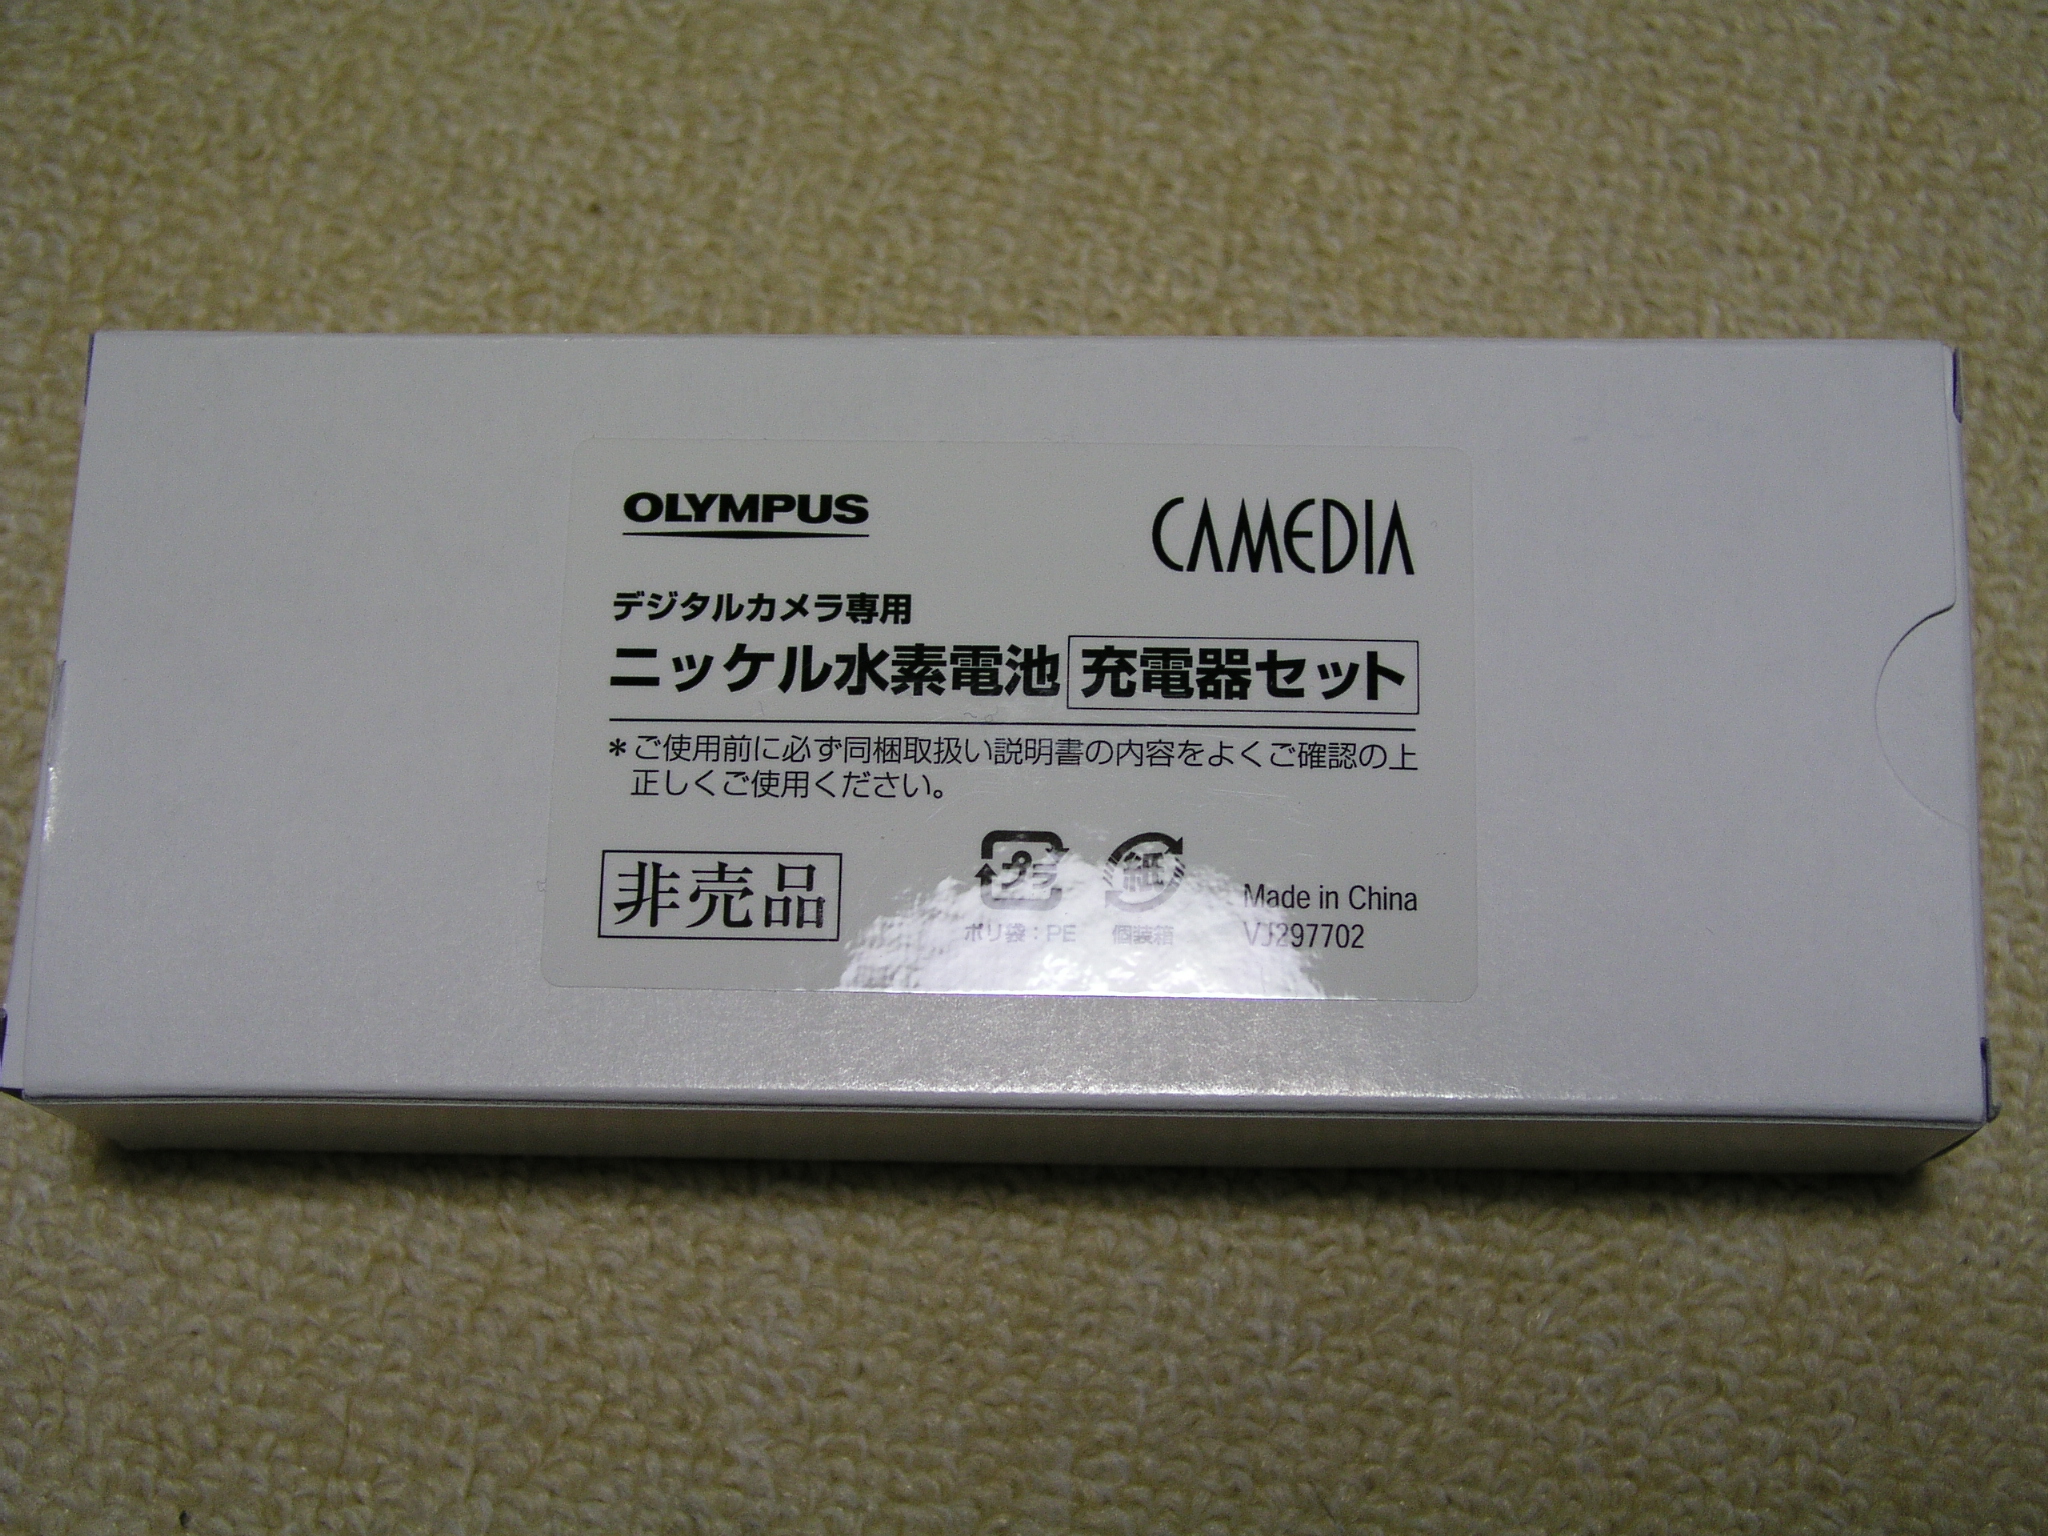 OLYMPUS
CAMEDIA
デジタルカメラ専用
ニッケル水素電池 充電器セット
*ご使用前に必ず同梱取扱い説明書の内容をよくご確認の上
正しくご使用ください。
非売品
プラ
紙
ポリ袋:PE
個装箱
Made in China
VJ297702